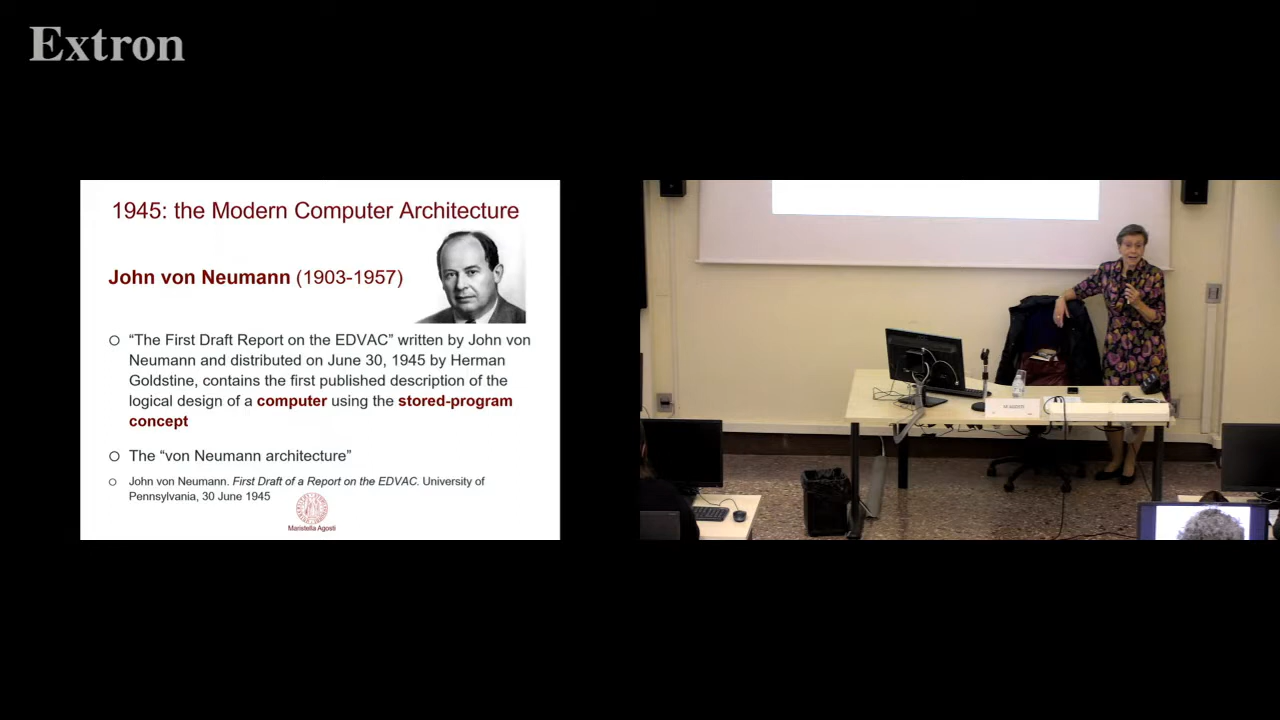 Extron
1945: the Modern Computer Architecture
John von Neumann (1903-1957)
“The First Draft Report on the EDVAC” written by John von
Neumann and distributed on June 30, 1945 by Herman
Goldstine, contains the first published description of the
logical design of a computer using the stored-program
concept
The “von Neumann architecture”
John von Neumann. First Draft of a Report on the EDVAC. University of
Pennsylvania, 30 June 1945
Maristella Agosti